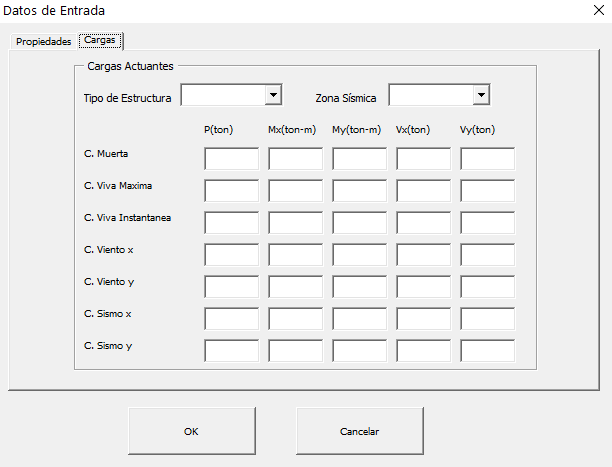 Datos de Entrada
Propiedades Cargas
Cargas Actuantes
Tipo de Estructura Zona Sísmica
P(ton) Mx(ton-m) My(ton-m) Vx(ton) Vy(ton)
C. Muerta
C. Viva Maxima
C. Viva Instantanea
C. Viento x
C. Viento y
C. Sismo x
C. Sismo y
OK Cancelar